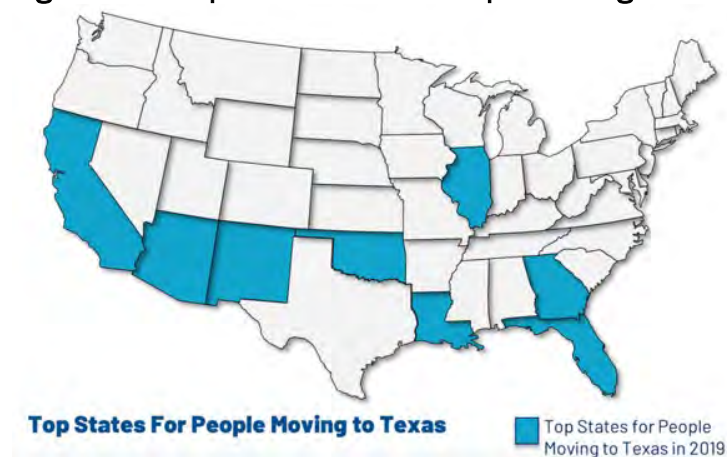 Top States For People Moving to Texas
Top States for People
Moving to Texas in 2019